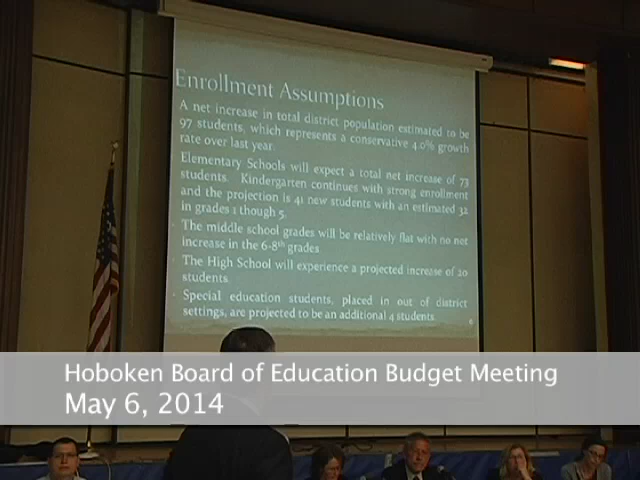 Enrollment Assumptions
A net increase in total district population estimated to be
97 students, which represents a conservative 4.0% growth
rate over last year
Elementary Schools will expect a total net increase of 73
students. Kindergarten continues with strong enrollment
and the projection is 41 new students with an estimated 32
in grades 1 though 5.
The middle school grades will be relatively flat with no net
increase in the 6-8th grades
The High School will experience a projected increase of 20
students.
Special education students, placed in out of district
settings, are projected to be an additional 4 students.
Hoboken Board of Education Budget Meeting
May 6, 2014